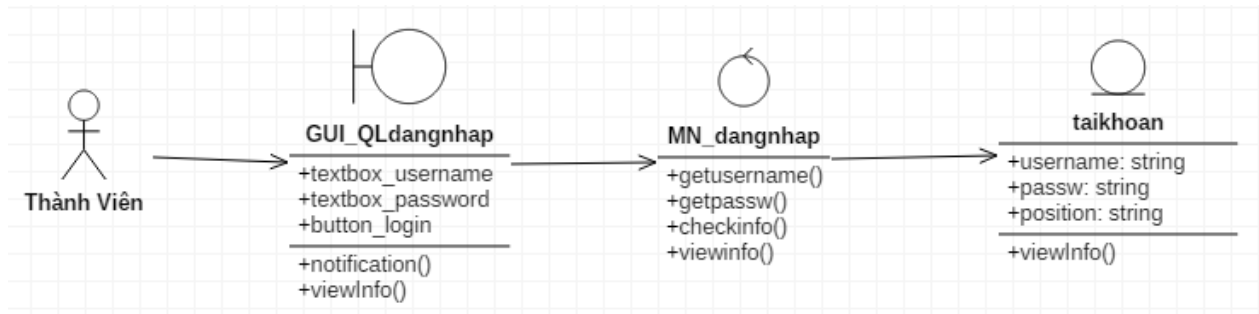 Thành Viên
GUI_QLdangnhap
+textbox_username
+textbox_password
+button_login
+notification()
+viewInfo()
MN_dangnhap
+getusername()
+getpassw()
+checkinfo()
+viewinfo()
taikhoan
+username: string
+passw: string
+position: string
+viewInfo()